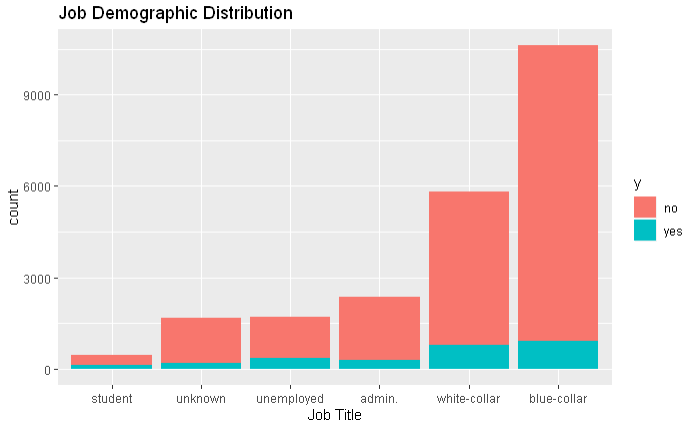 Job Demographic Distribution
9000
6000
3000
0
count
student unknown unemployed admin. white-collar blue-collar
Job Title
y
no
yes